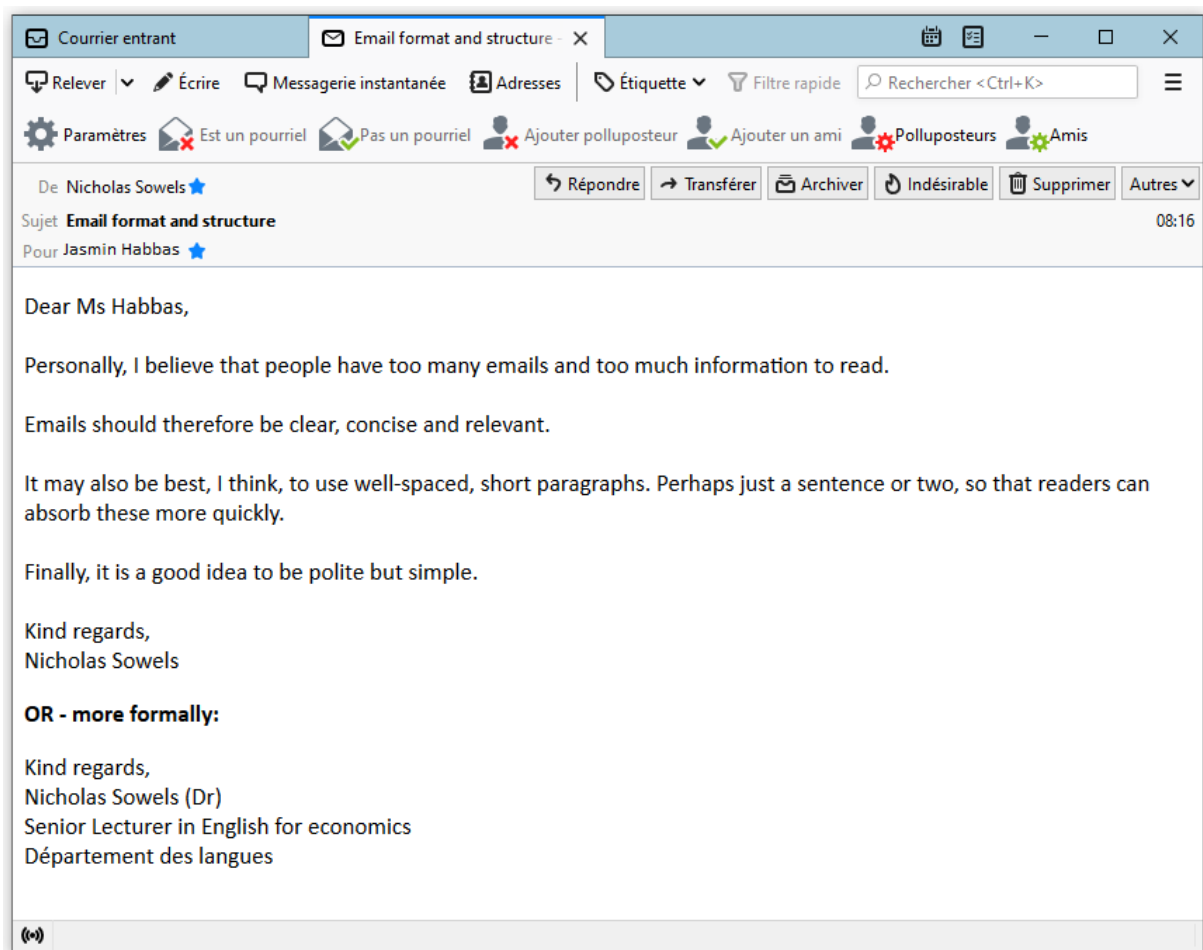 Courrier entrant
Email format and structure -
Relever
Écrire
Messagerie instantanée
Adresses
Étiquette
Filtre rapide
Rechercher <Ctrl+K>
Paramètres
Est un pourriel
Pas un pourriel
Ajouter polluposteur
Ajouter un ami
Polluposteurs
Amis
De Nicholas Sowels
Répondre
Transférer
Archiver
Indésirable
Supprimer
Autres
Sujet Email format and structure
08:16
Pour Jasmin Habbas
Dear Ms Habbas,
Personally, I believe that people have too many emails and too much information to read.
Emails should therefore be clear, concise and relevant.
It may also be best, I think, to use well-spaced, short paragraphs. Perhaps just a sentence or two, so that readers can
absorb these more quickly.
Finally, it is a good idea to be polite but simple.
Kind regards,
Nicholas Sowels
OR - more formally:
Kind regards,
Nicholas Sowels (Dr)
Senior Lecturer in English for economics
Département des langues